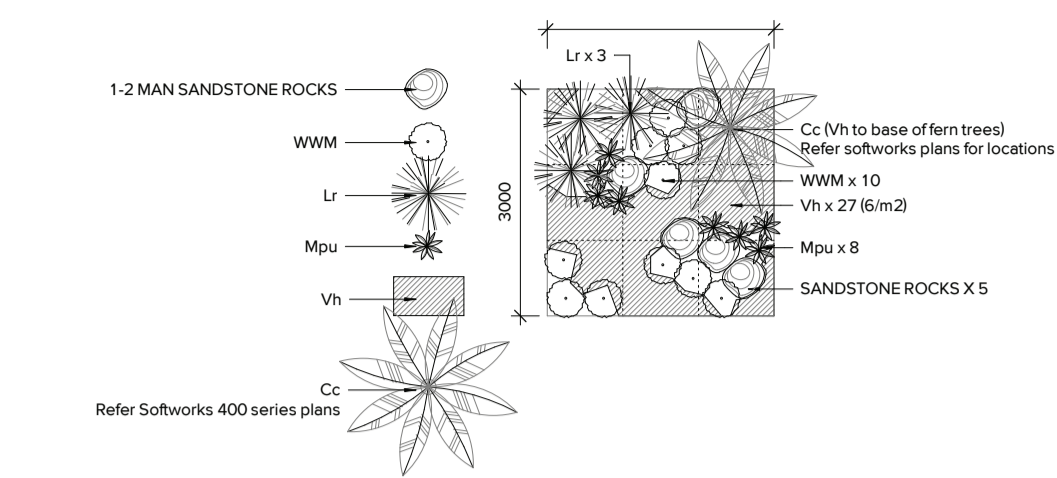 1-2 MAN SANDSTONE ROCKS
WWM
Lr
Mpu
Vh
Cc
Refer Softworks 400 series plans
3000
Lr x 3
Cc (Vh to base of fern trees)
Refer softworks plans for locations
WWM x 10
Vh x 27 (6/m2)
Mpu x 8
SANDSTONE ROCKS X 5